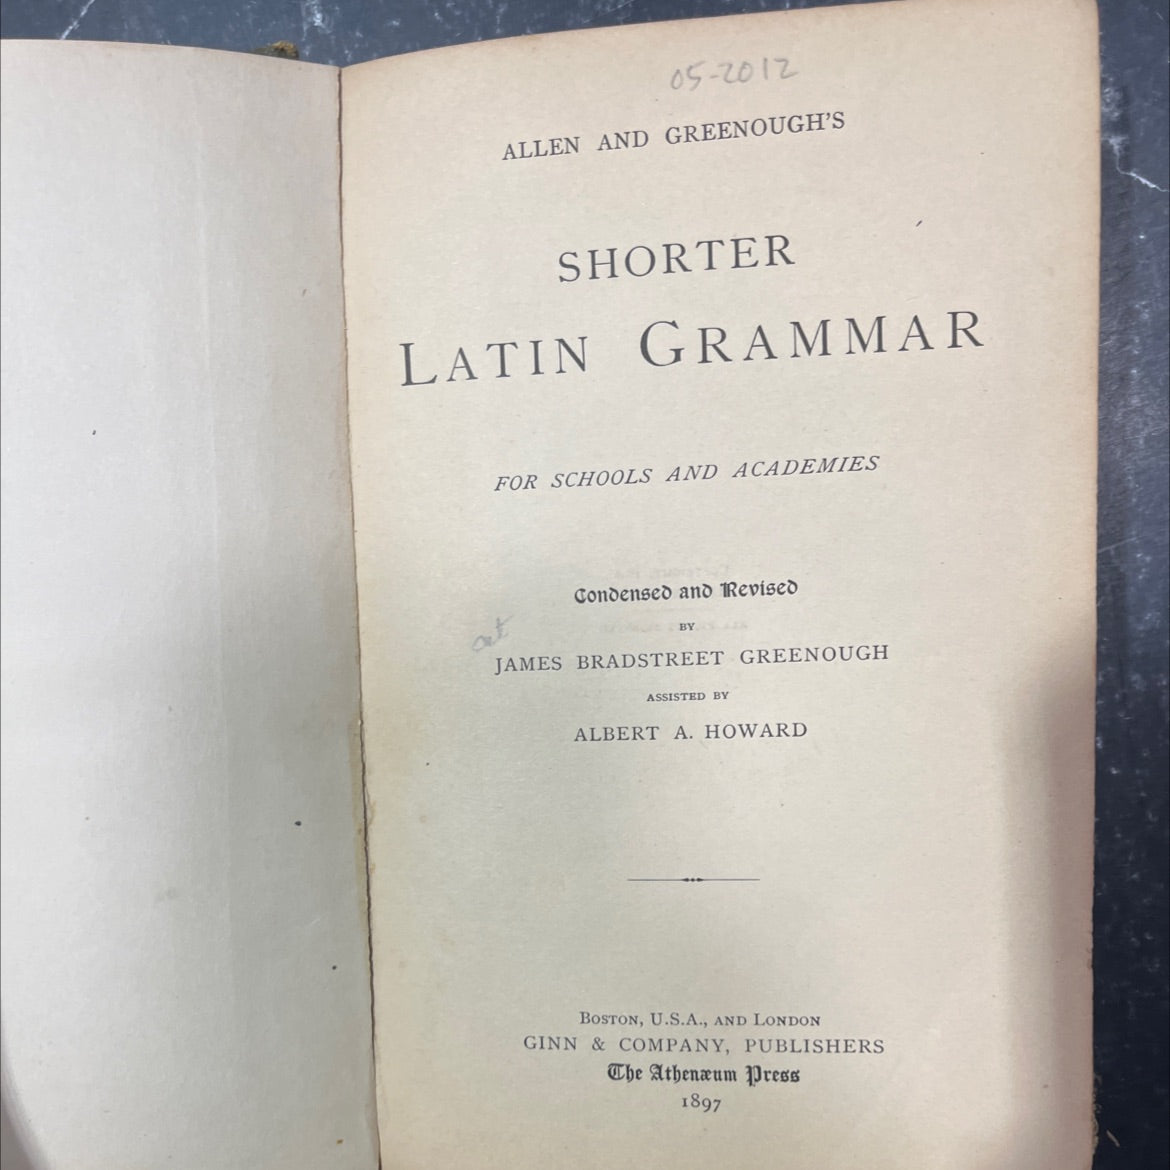 05-2012
ALLEN AND GREENOUGH'S
SHORTER
LATIN GRAMMAR
FOR SCHOOLS AND ACADEMIES
Condensed and Revised
BY
JAMES BRADSTREET GREENOUGH
ASSISTED BY
ALBERT A. HOWARD
BOSTON, U.S.A., AND LONDON
GINN & COMPANY, PUBLISHERS
The Athenæum Press
1897